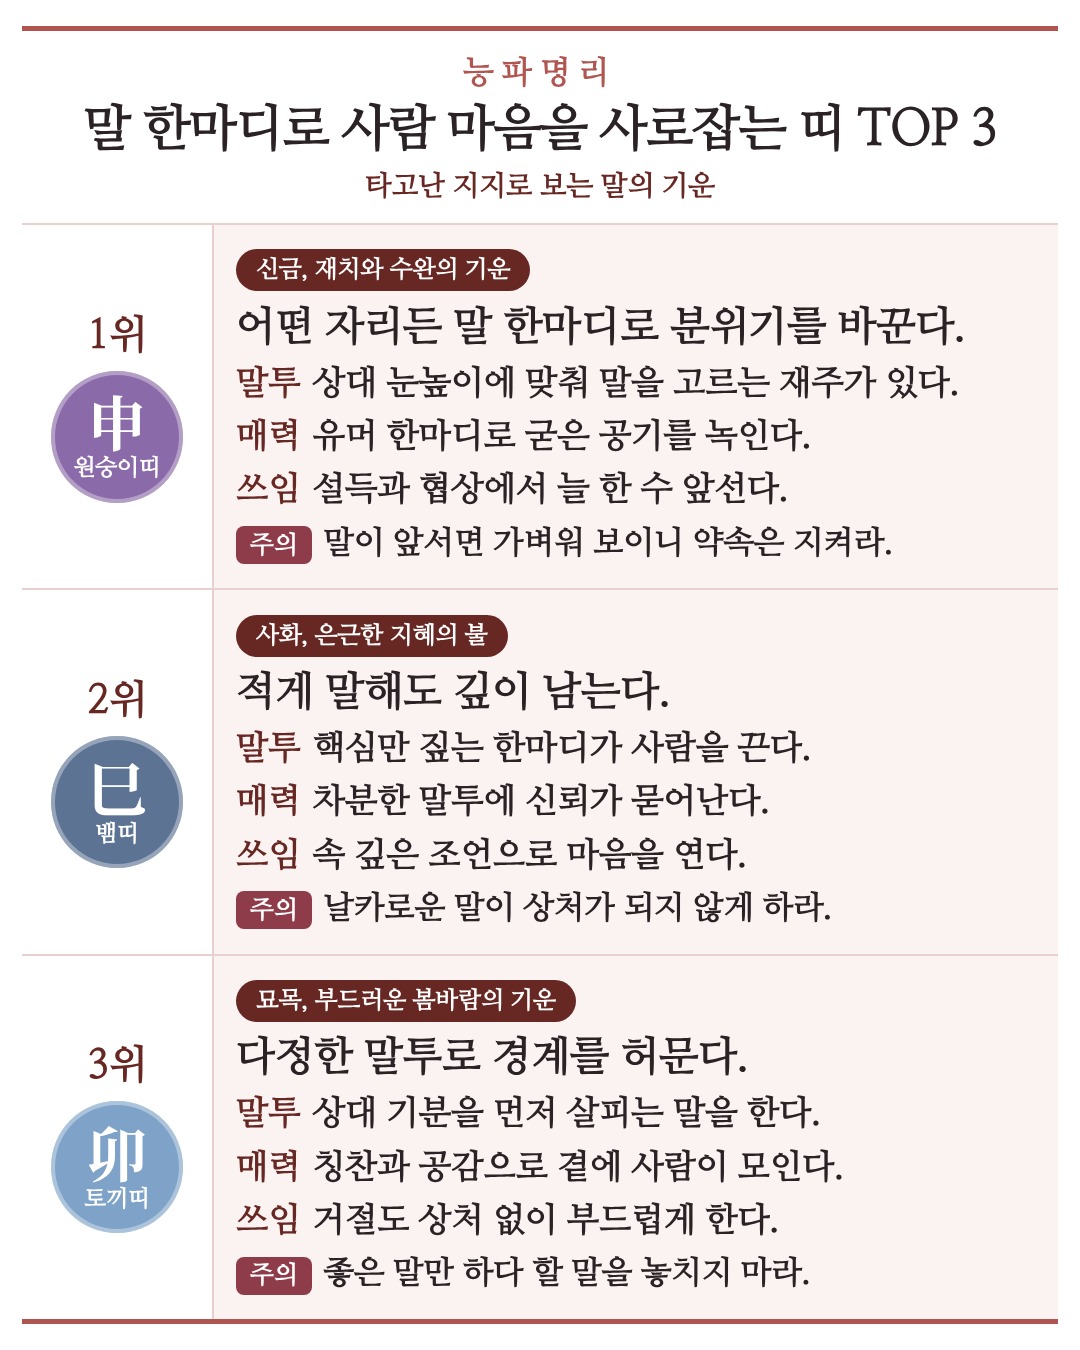 능파명리
말 한마디로 사람 마음을 사로잡는 띠 TOP 3
타고난 지지로 보는 말의 기운
1위
申
원숭이띠
신금, 재치와 수완의 기운
어떤 자리든 말 한마디로 분위기를 바꾼다.
말투 상대 눈높이에 맞춰 말을 고르는 재주가 있다.
매력 유머 한마디로 굳은 공기를 녹인다.
쓰임 설득과 협상에서 늘 한 수 앞선다.
주의 말이 앞서면 가벼워 보이니 약속은 지켜라.
2위
巳
뱀띠
사화, 은근한 지혜의 불
적게 말해도 깊이 남는다.
말투 핵심만 짚는 한마디가 사람을 끈다.
매력 차분한 말투에 신뢰가 묻어난다.
쓰임 속 깊은 조언으로 마음을 연다.
주의 날카로운 말이 상처가 되지 않게 하라.
3위
卯
토끼띠
묘목, 부드러운 봄바람의 기운
다정한 말투로 경계를 허문다.
말투 상대 기분을 먼저 살피는 말을 한다.
매력 칭찬과 공감으로 곁에 사람이 모인다.
쓰임 거절도 상처 없이 부드럽게 한다.
주의 좋은 말만 하다 할 말을 놓치지 마라.